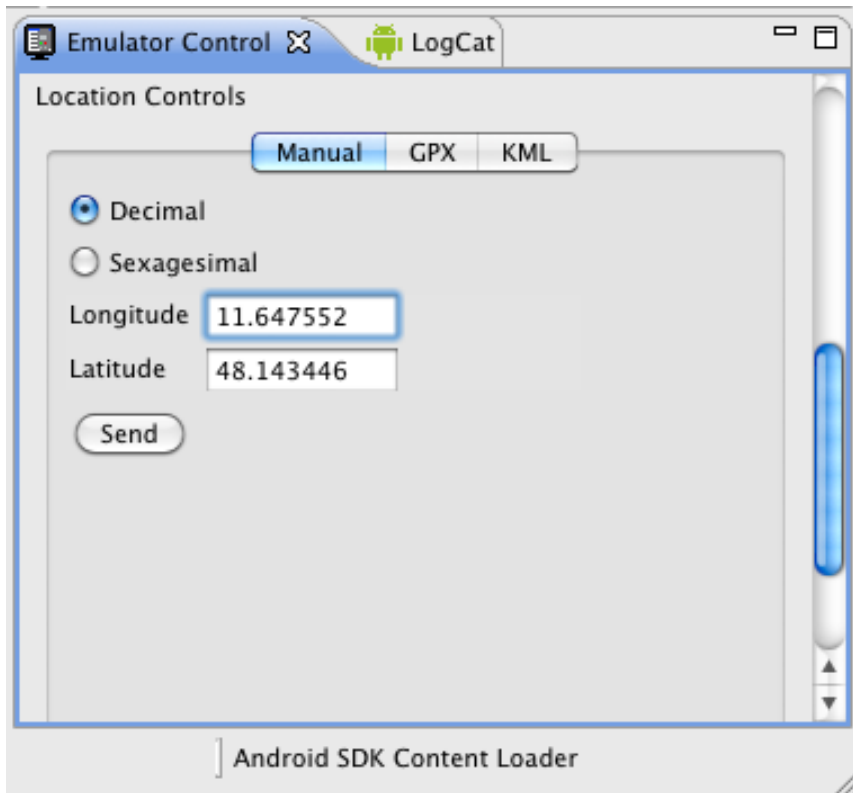 Emulator Control LogCat
Location Controls
Manual GPX KML
Decimal
Sexagesimal
Longitude 11.647552
Latitude 48.143446
Send
Android SDK Content Loader